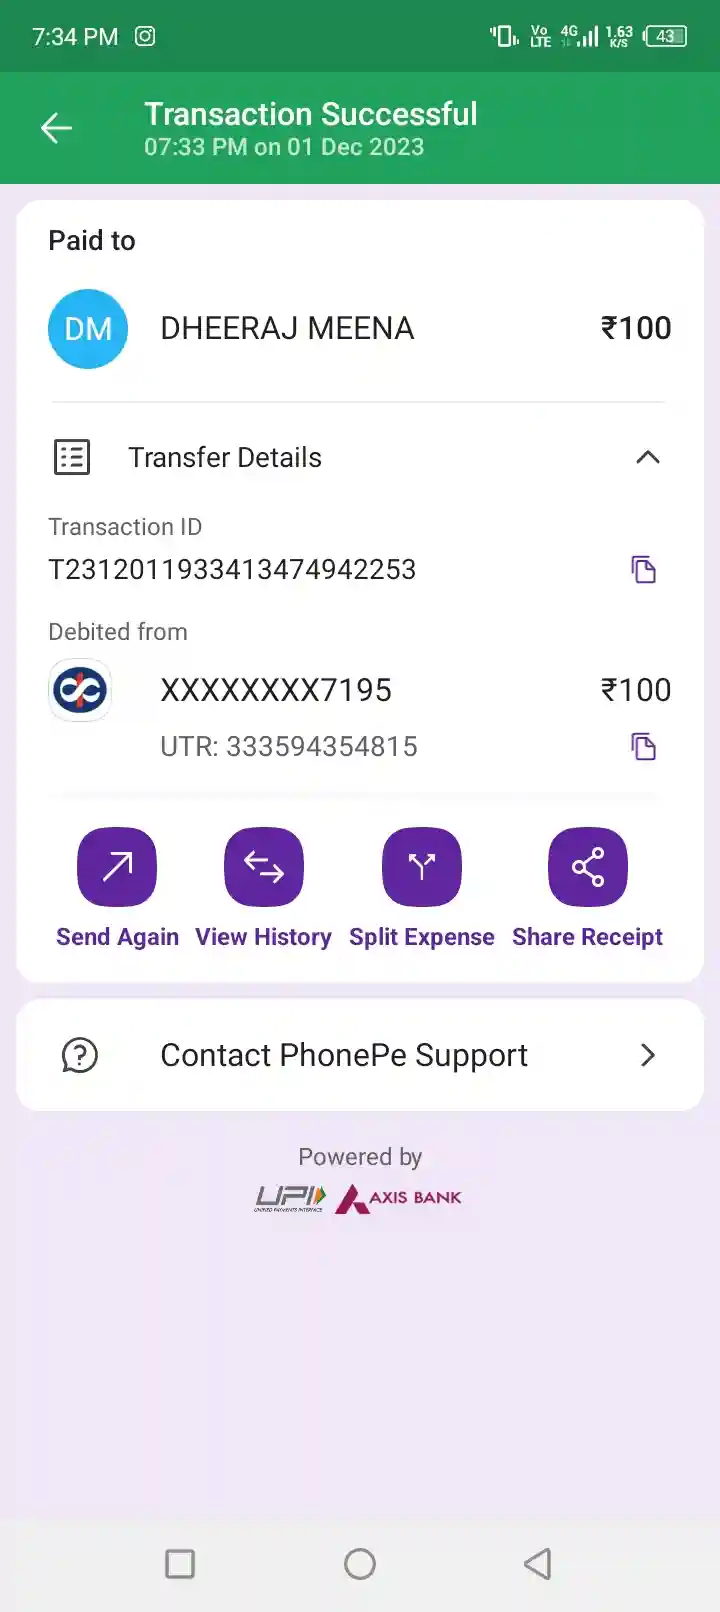 7:34 PM
Vo LTE 4G 1.63 K/S 43
Transaction Successful
07:33 PM on 01 Dec 2023
Paid to
DM DHEERAJ MEENA ₹100
Transfer Details
Transaction ID
T2312011933413474942253
Debited from
XXXXXXXX7195 ₹100
UTR: 333594354815
Send Again View History Split Expense Share Receipt
Contact PhonePe Support
Powered by
UPI AXIS BANK
UNIFIED PAYMENTS INTERFACE